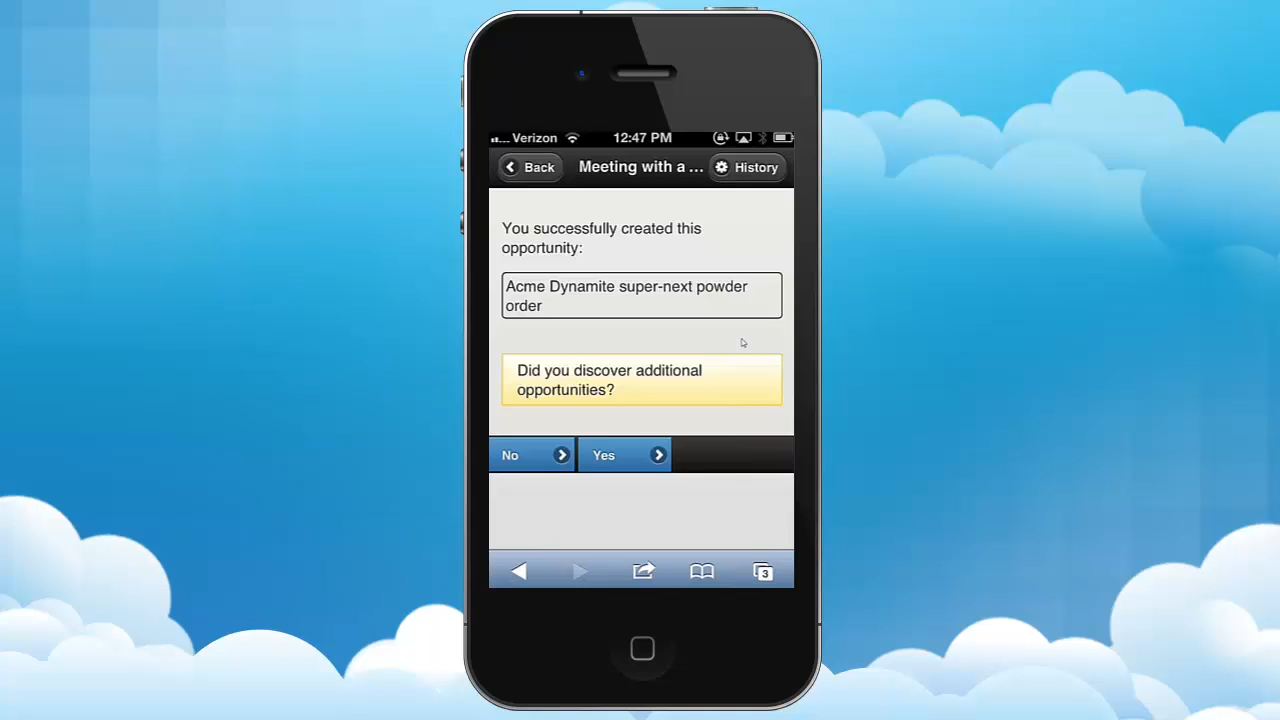 Verizon 12:47 PM
Back Meeting with a ... History
You successfully created this
opportunity:
Acme Dynamite super-next powder
order
Did you discover additional
opportunities?
No Yes
3